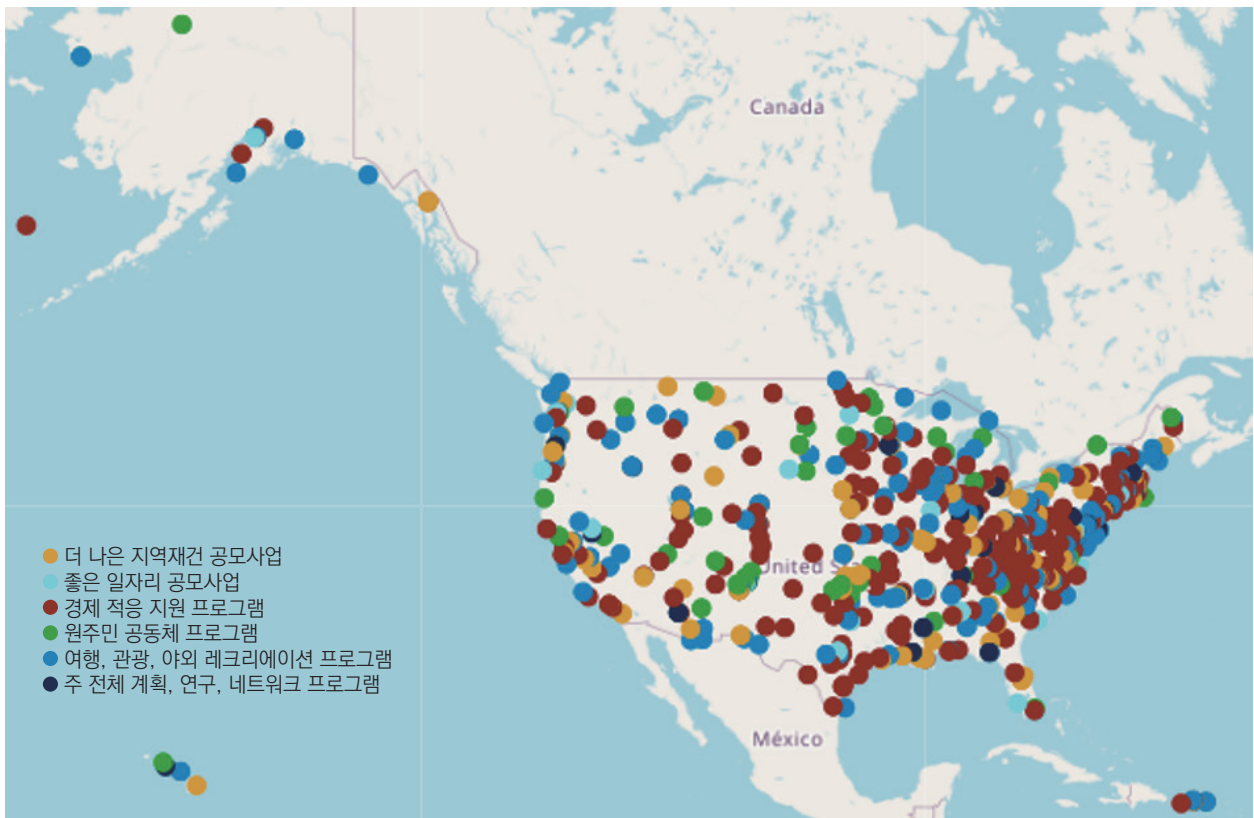 Canada
더 나은 지역재건 공모사업
좋은 일자리 공모사업
경제 적응 지원 프로그램
원주민 공동체 프로그램
여행, 관광, 야외 레크리에이션 프로그램
주 전체 계획, 연구, 네트워크 프로그램
United
México